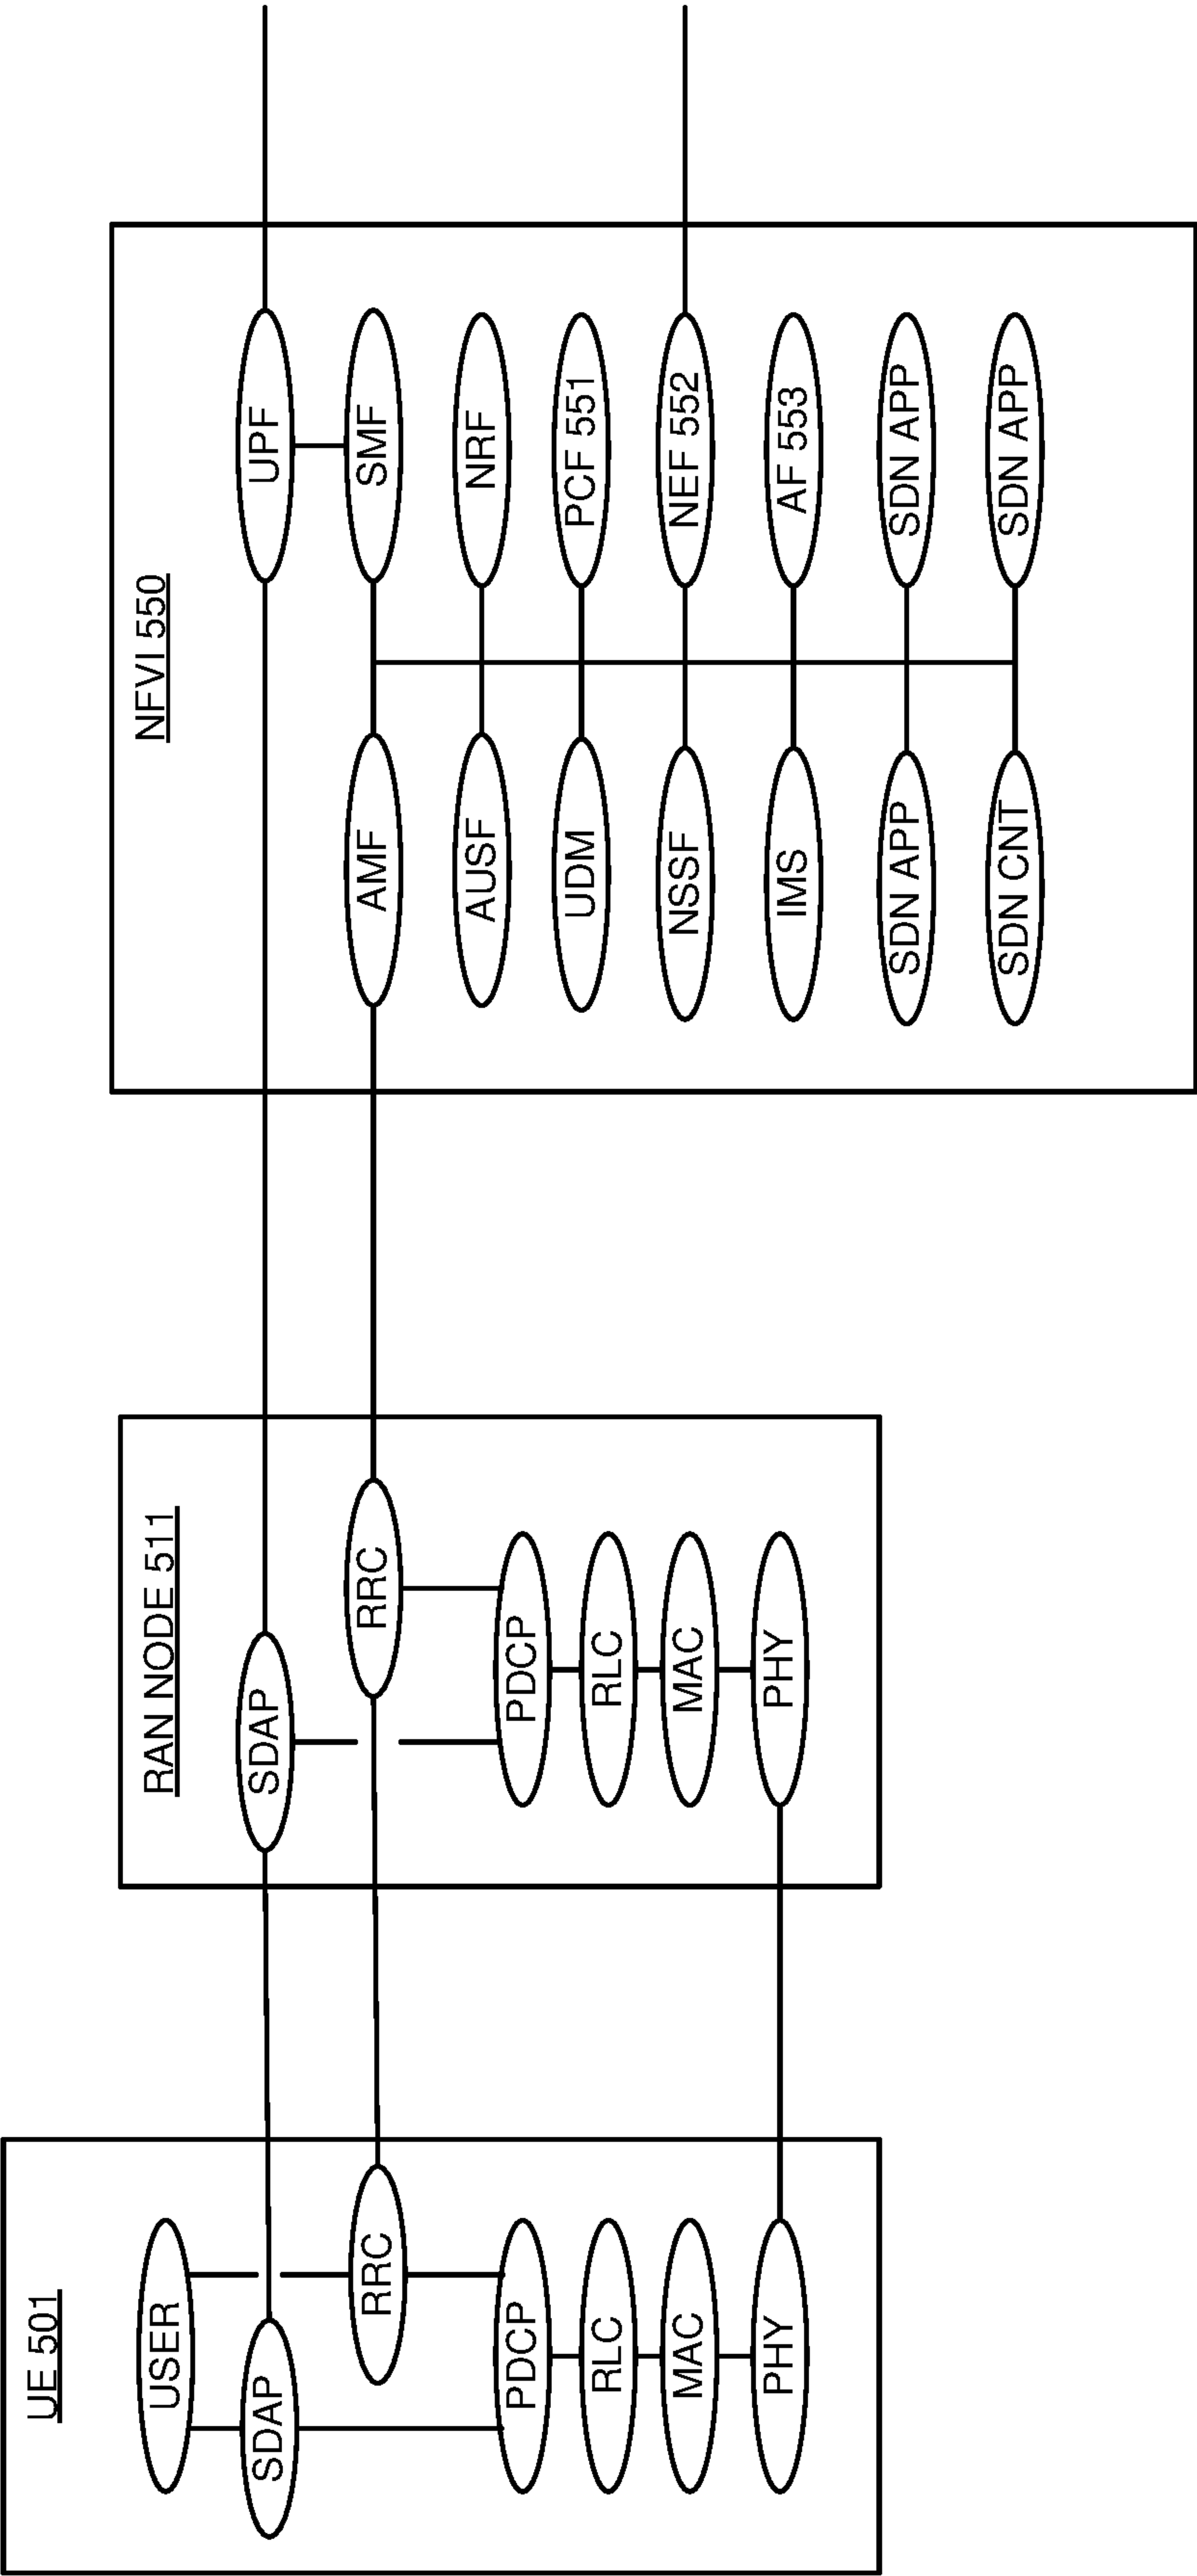 UE 501
USER
SDAP
RRC
PDCP
RLC
MAC
PHY
RAN NODE 511
SDAP
RRC
PDCP
RLC
MAC
PHY
NFVI 550
UPF
AMF
SMF
AUSF
NRF
UDM
PCF 551
NSSF
NEF 552
IMS
AF 553
SDN APP
SDN APP
SDN CNT
SDN APP